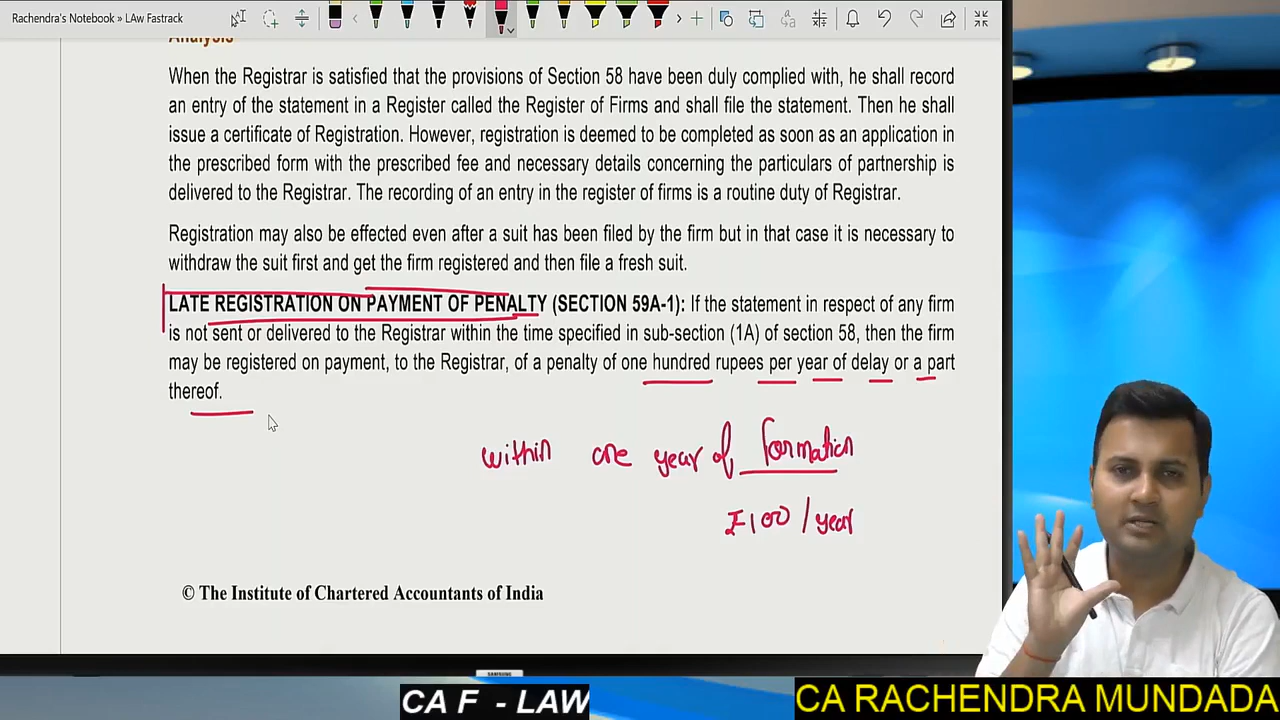 Rachendra's Notebook » LAw Fastrack
Analysis
When the Registrar is satisfied that the provisions of Section 58 have been duly complied with, he shall record
an entry of the statement in a Register called the Register of Firms and shall file the statement. Then he shall
issue a certificate of Registration. However, registration is deemed to be completed as soon as an application in
the prescribed form with the prescribed fee and necessary details concerning the particulars of partnership is
delivered to the Registrar. The recording of an entry in the register of firms is a routine duty of Registrar.
Registration may also be effected even after a suit has been filed by the firm but in that case it is necessary to
withdraw the suit first and get the firm registered and then file a fresh suit.
LATE REGISTRATION ON PAYMENT OF PENALTY (SECTION 59A-1): If the statement in respect of any firm
is not sent or delivered to the Registrar within the time specified in sub-section (1A) of section 58, then the firm
may be registered on payment, to the Registrar, of a penalty of one hundred rupees per year of delay or a part
thereof.
within one year of formation
₹100/year
© The Institute of Chartered Accountants of India
SAMSUNG
CA F - LAW
CA RACHENDRA MUNDADA